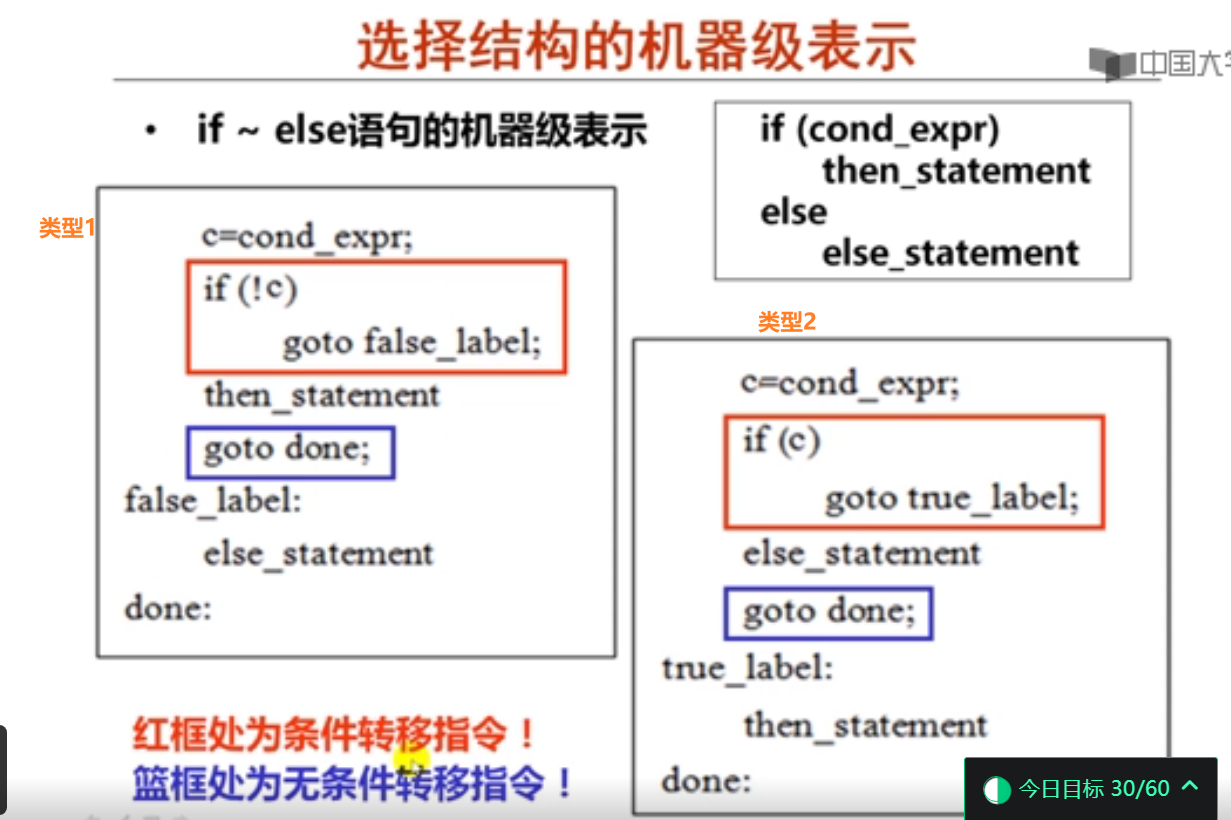 选择结构的机器级表示
中国大
• if ~ else语句的机器级表示
if (cond_expr)
then_statement
else
else_statement
类型1
c=cond_expr;
if (!c)
goto false_label;
then_statement
goto done;
false_label:
else_statement
done:
类型2
c=cond_expr;
if (c)
goto true_label;
else_statement
goto done;
true_label:
then_statement
done:
红框处为条件转移指令！
篮框处为无条件转移指令！
今日目标 30/60